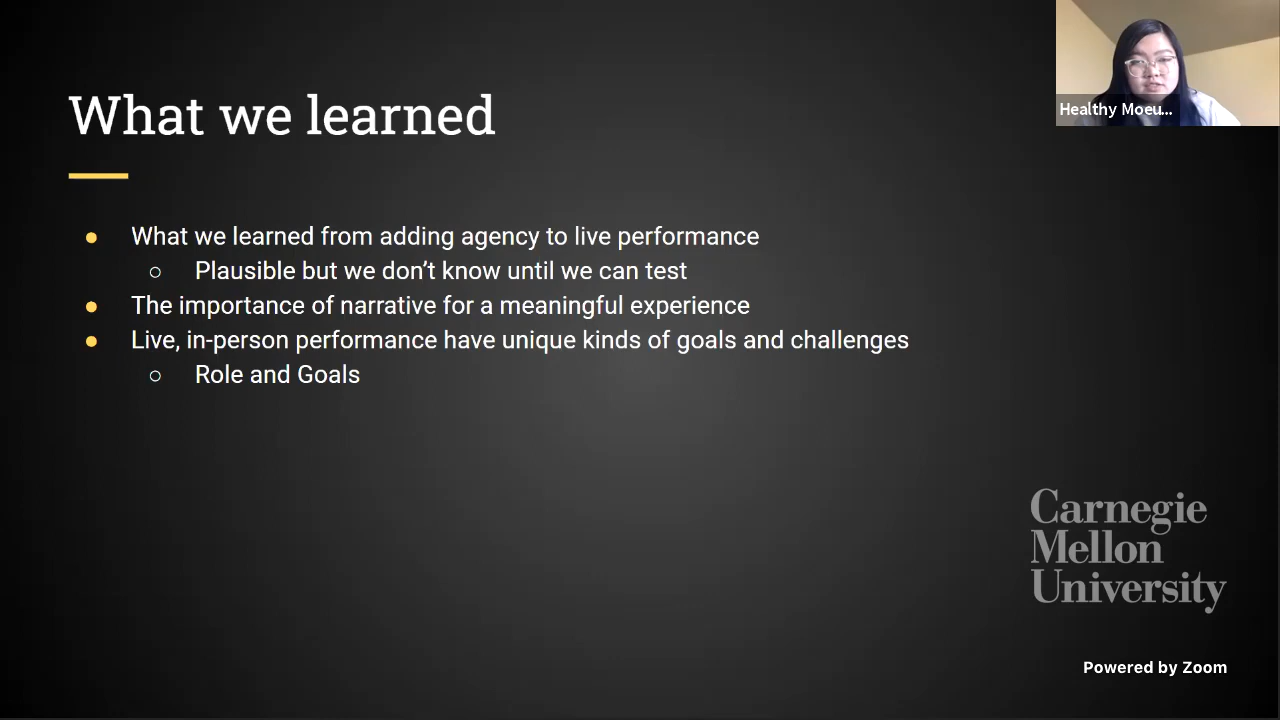 What we learned
What we learned from adding agency to live performance
Plausible but we don’t know until we can test
The importance of narrative for a meaningful experience
Live, in-person performance have unique kinds of goals and challenges
Role and Goals
Healthy Moeu...
Carnegie
Mellon
University
Powered by Zoom